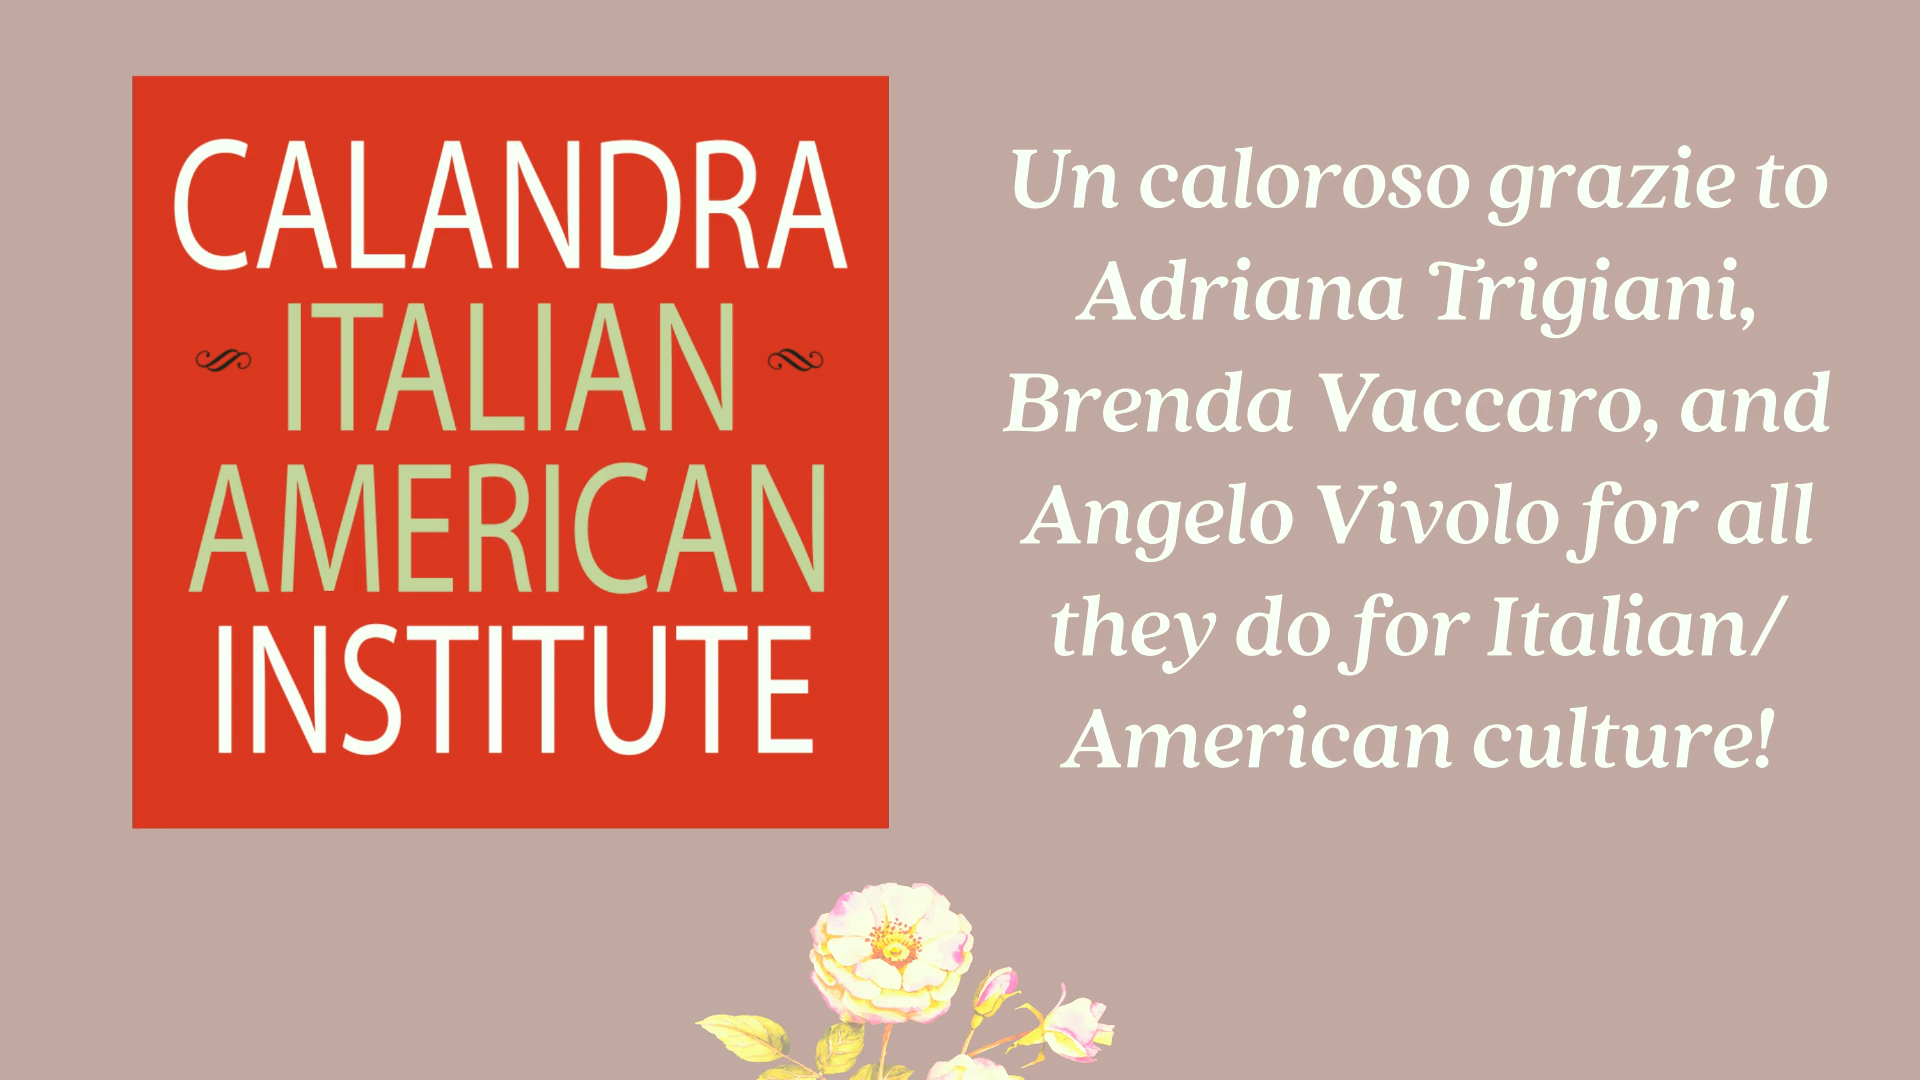 CALANDRA
ITALIAN
AMERICAN
INSTITUTE
Un caloroso grazie to
Adriana Trigiani,
Brenda Vaccaro, and
Angelo Vivolo for all
they do for Italian/
American culture!